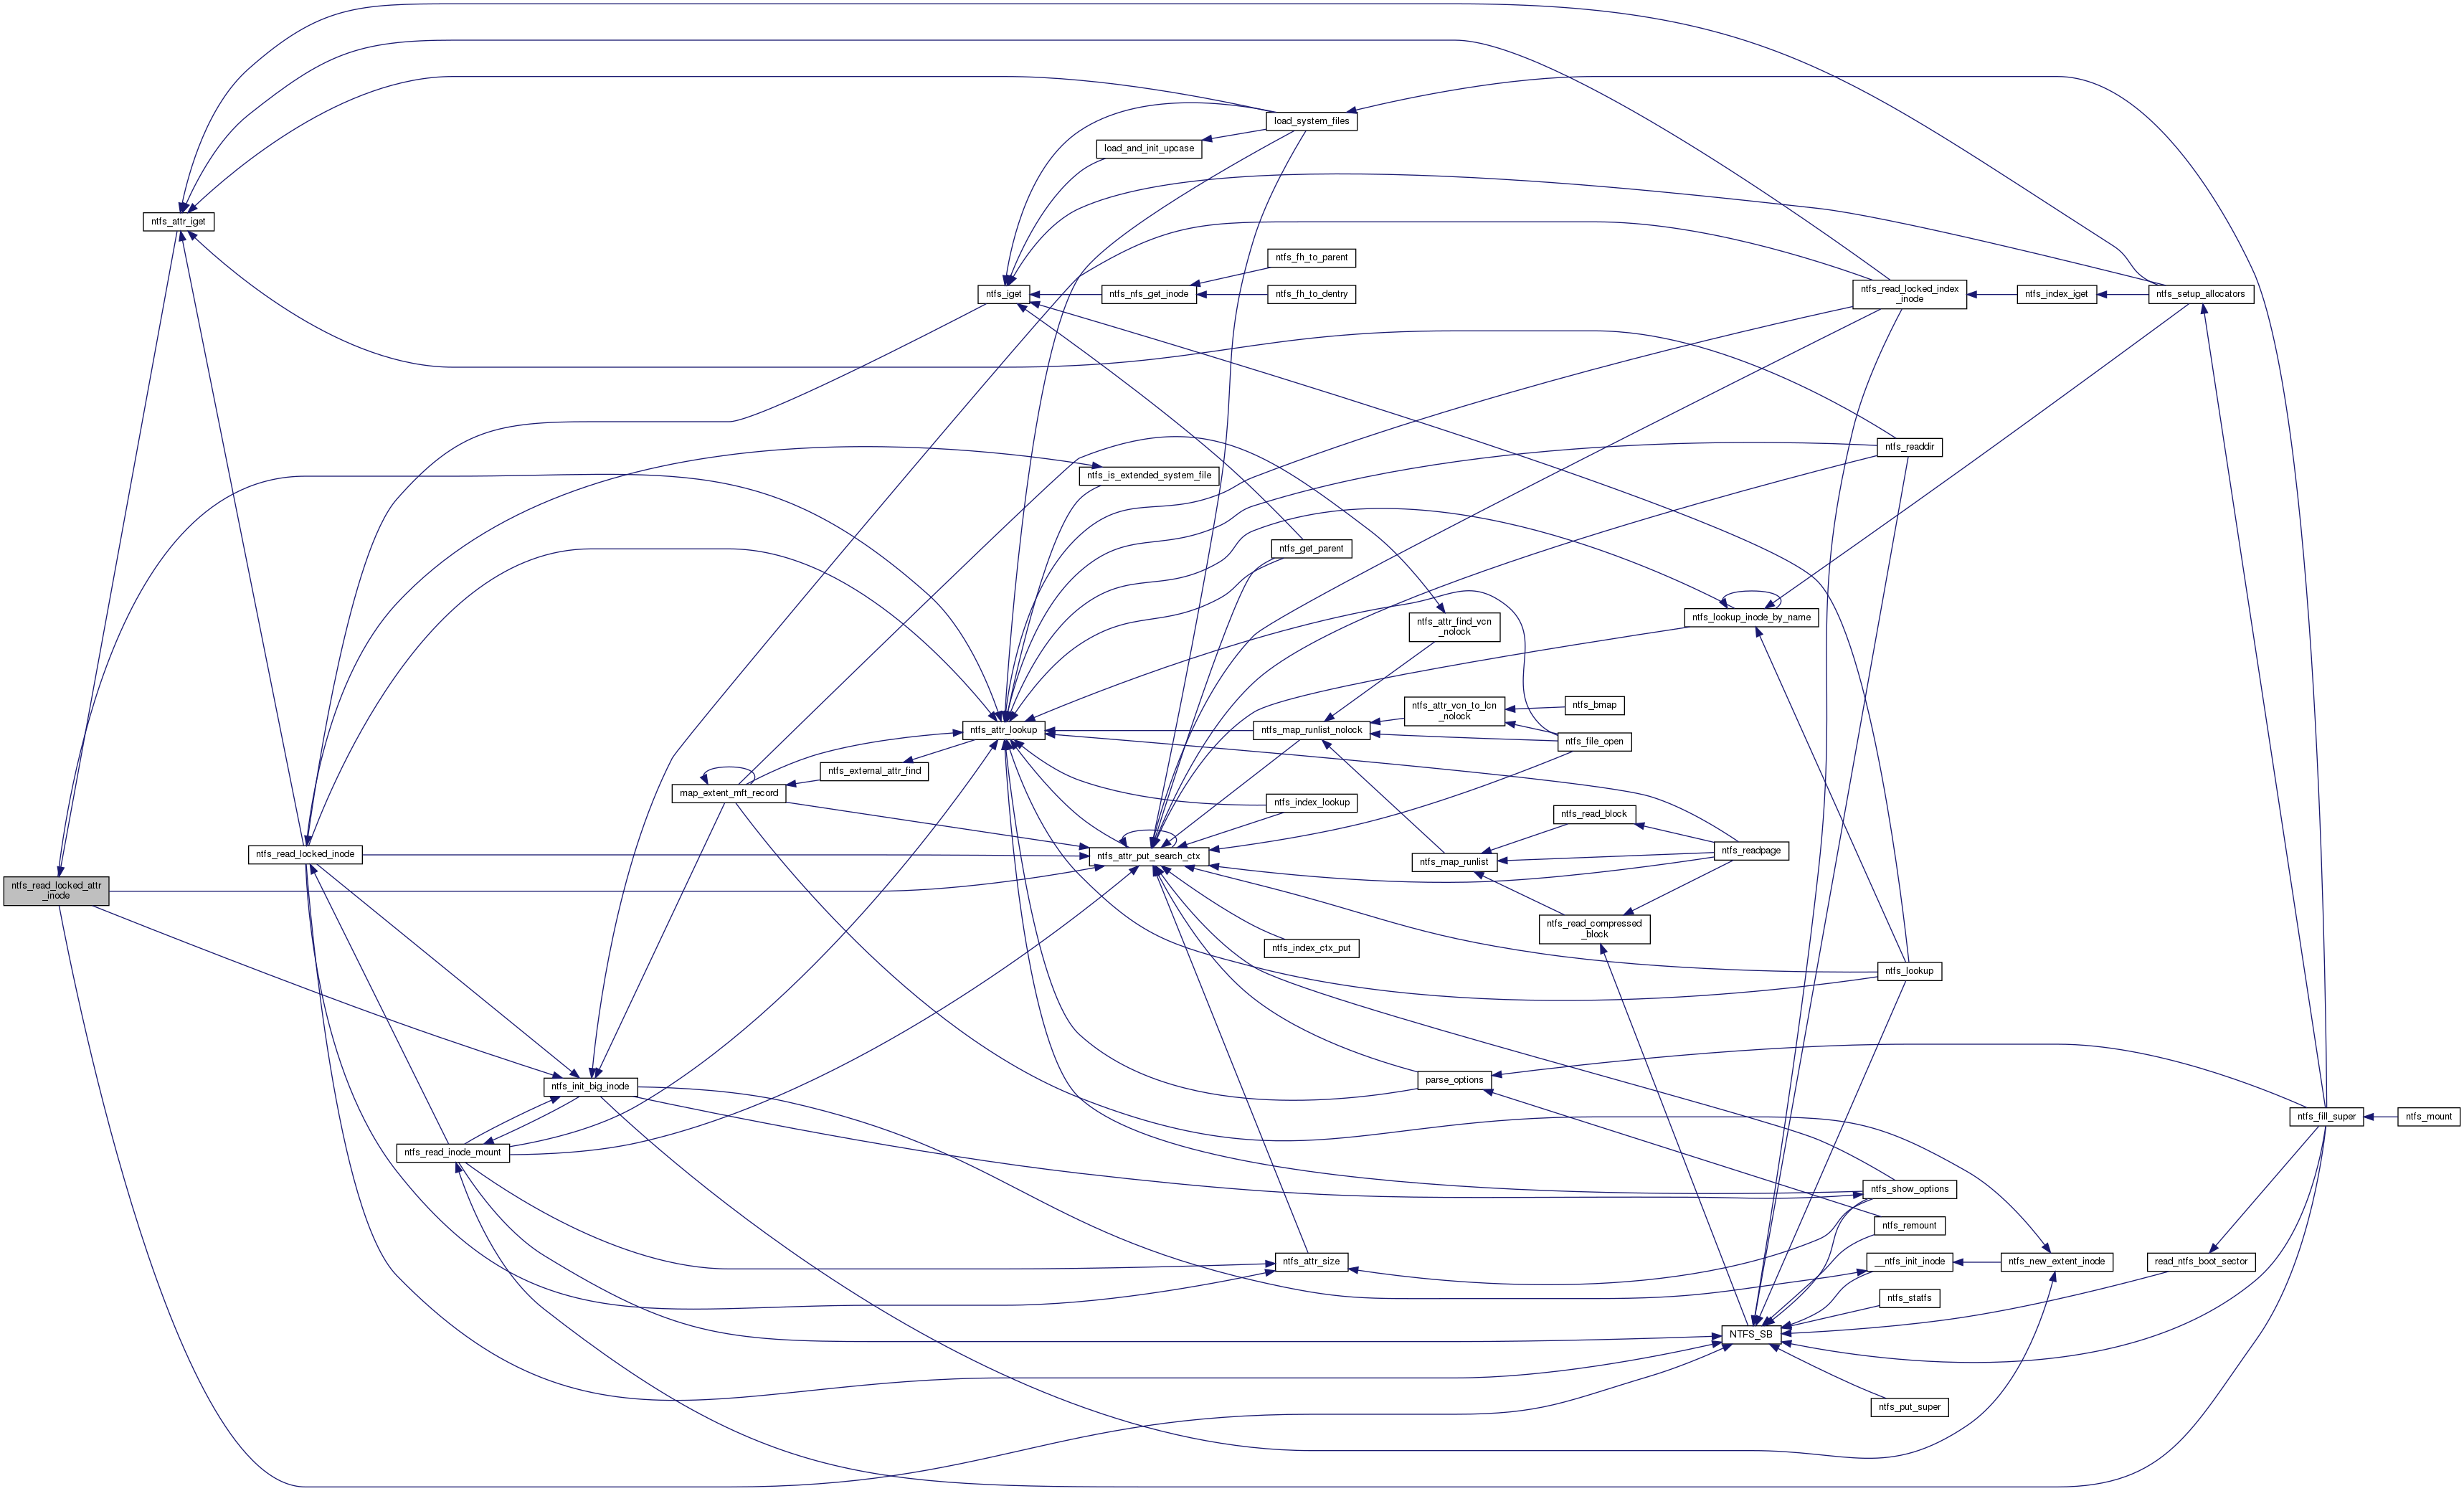 load_system_files
load_and_init_upcase
ntfs_attr_iget
ntfs_fh_to_parent
ntfs_iget
ntfs_nfs_get_inode
ntfs_fh_to_dentry
ntfs_read_locked_index
_inode
ntfs_index_iget
ntfs_setup_allocators
ntfs_readdir
ntfs_is_extended_system_file
ntfs_get_parent
ntfs_attr_find_vcn
_nolock
ntfs_lookup_inode_by_name
ntfs_attr_vcn_to_lcn
_nolock
ntfs_bmap
ntfs_attr_lookup
ntfs_map_runlist_nolock
ntfs_file_open
ntfs_external_attr_find
map_extent_mft_record
ntfs_index_lookup
ntfs_read_block
ntfs_read_locked_inode
ntfs_attr_put_search_ctx
ntfs_map_runlist
ntfs_readpage
ntfs_read_locked_attr
_inode
ntfs_read_compressed
_block
ntfs_index_ctx_put
ntfs_lookup
ntfs_init_big_inode
parse_options
ntfs_fill_super
ntfs_mount
ntfs_read_inode_mount
ntfs_show_options
ntfs_remount
ntfs_attr_size
__ntfs_init_inode
ntfs_new_extent_inode
read_ntfs_boot_sector
ntfs_statfs
NTFS_SB
ntfs_put_super